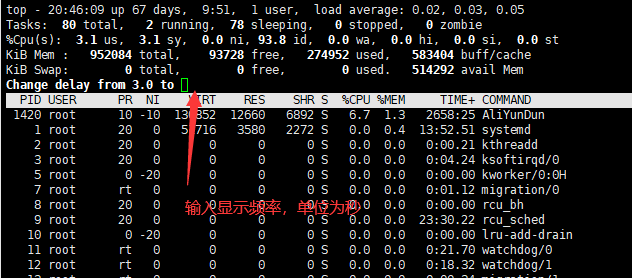 top - 20:46:09 up 67 days,  9:51,  1 user,  load average: 0.02, 0.03, 0.05
Tasks:  80 total,   2 running,  78 sleeping,   0 stopped,   0 zombie
%Cpu(s):  3.1 us,  3.1 sy,  0.0 ni, 93.8 id,  0.0 wa,  0.0 hi,  0.0 si,  0.0 st
KiB Mem :   952084 total,    93728 free,   274952 used,   583404 buff/cache
KiB Swap:        0 total,        0 free,        0 used.   514292 avail Mem
Change delay from 3.0 to
PID USER      PR  NI    VIRT    RES    SHR S  %CPU %MEM     TIME+ COMMAND
1420 root      10 -10 12660   6892 S   6.7  1.3   2658:25 AliYunDun
1 root      20   0 3580   2272 S   0.0  0.4  13:52.51 systemd
2 root      20   0       0      0      0 S   0.0  0.0   0:00.21 kthreadd
3 root      20   0       0      0      0 S   0.0  0.0   0:04.24 ksoftirqd/0
5 root       0 -20       0      0      0 S   0.0  0.0   0:00.00 kworker/0:0H
7 root      rt   0       0      0      0 S   0.0  0.0   0:01.12 migration/0
输入显示频率，单位为秒
8 root      20   0       0      0      0 S   0.0  0.0   0:00.00 rcu_bh
9 root      20   0       0      0      0 S   0.0  0.0  23:30.22 rcu_sched
10 root       0 -20       0      0      0 S   0.0  0.0   0:00.00 lru-add-drain
11 root      rt   0       0      0      0 S   0.0  0.0   0:21.70 watchdog/0
12 root      rt   0       0      0      0 S   0.0  0.0   0:18.32 watchdog/1